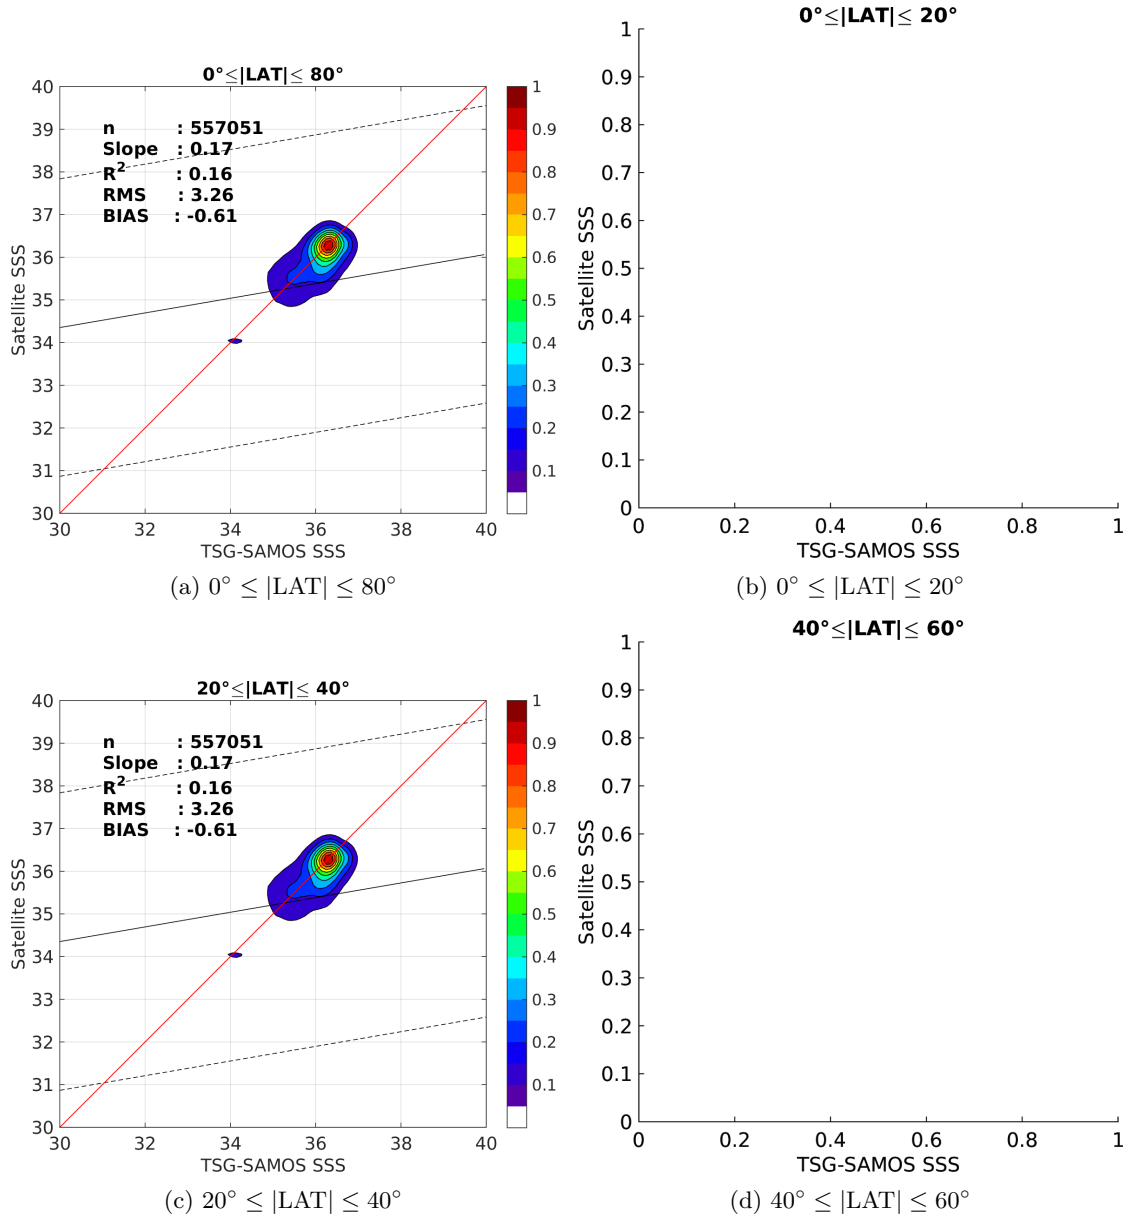 0°≤|LAT|≤ 80°
40
39
38
37
36
35
34
33
32
31
30
Satellite SSS
n : 557051
Slope : 0.17
R² : 0.16
RMS : 3.26
BIAS : -0.61
30 32 34 36 38 40
TSG-SAMOS SSS
1
0.9
0.8
0.7
0.6
0.5
0.4
0.3
0.2
0.1
(a) 0° ≤ |LAT| ≤ 80°
0°≤|LAT|≤ 20°
1
0.9
0.8
0.7
0.6
0.5
0.4
0.3
0.2
0.1
0
Satellite SSS
0 0.2 0.4 0.6 0.8 1
TSG-SAMOS SSS
(b) 0° ≤ |LAT| ≤ 20°
20°≤|LAT|≤ 40°
40
39
38
37
36
35
34
33
32
31
30
Satellite SSS
n : 557051
Slope : 0.17
R² : 0.16
RMS : 3.26
BIAS : -0.61
30 32 34 36 38 40
TSG-SAMOS SSS
1
0.9
0.8
0.7
0.6
0.5
0.4
0.3
0.2
0.1
(c) 20° ≤ |LAT| ≤ 40°
40°≤|LAT|≤ 60°
1
0.9
0.8
0.7
0.6
0.5
0.4
0.3
0.2
0.1
0
Satellite SSS
0 0.2 0.4 0.6 0.8 1
TSG-SAMOS SSS
(d) 40° ≤ |LAT| ≤ 60°